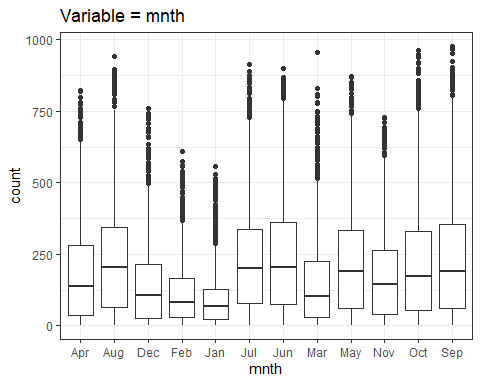 Variable = mnth
1000
750
500
250
0
count
Apr Aug Dec Feb Jan Jul Jun Mar May Nov Oct Sep
mnth